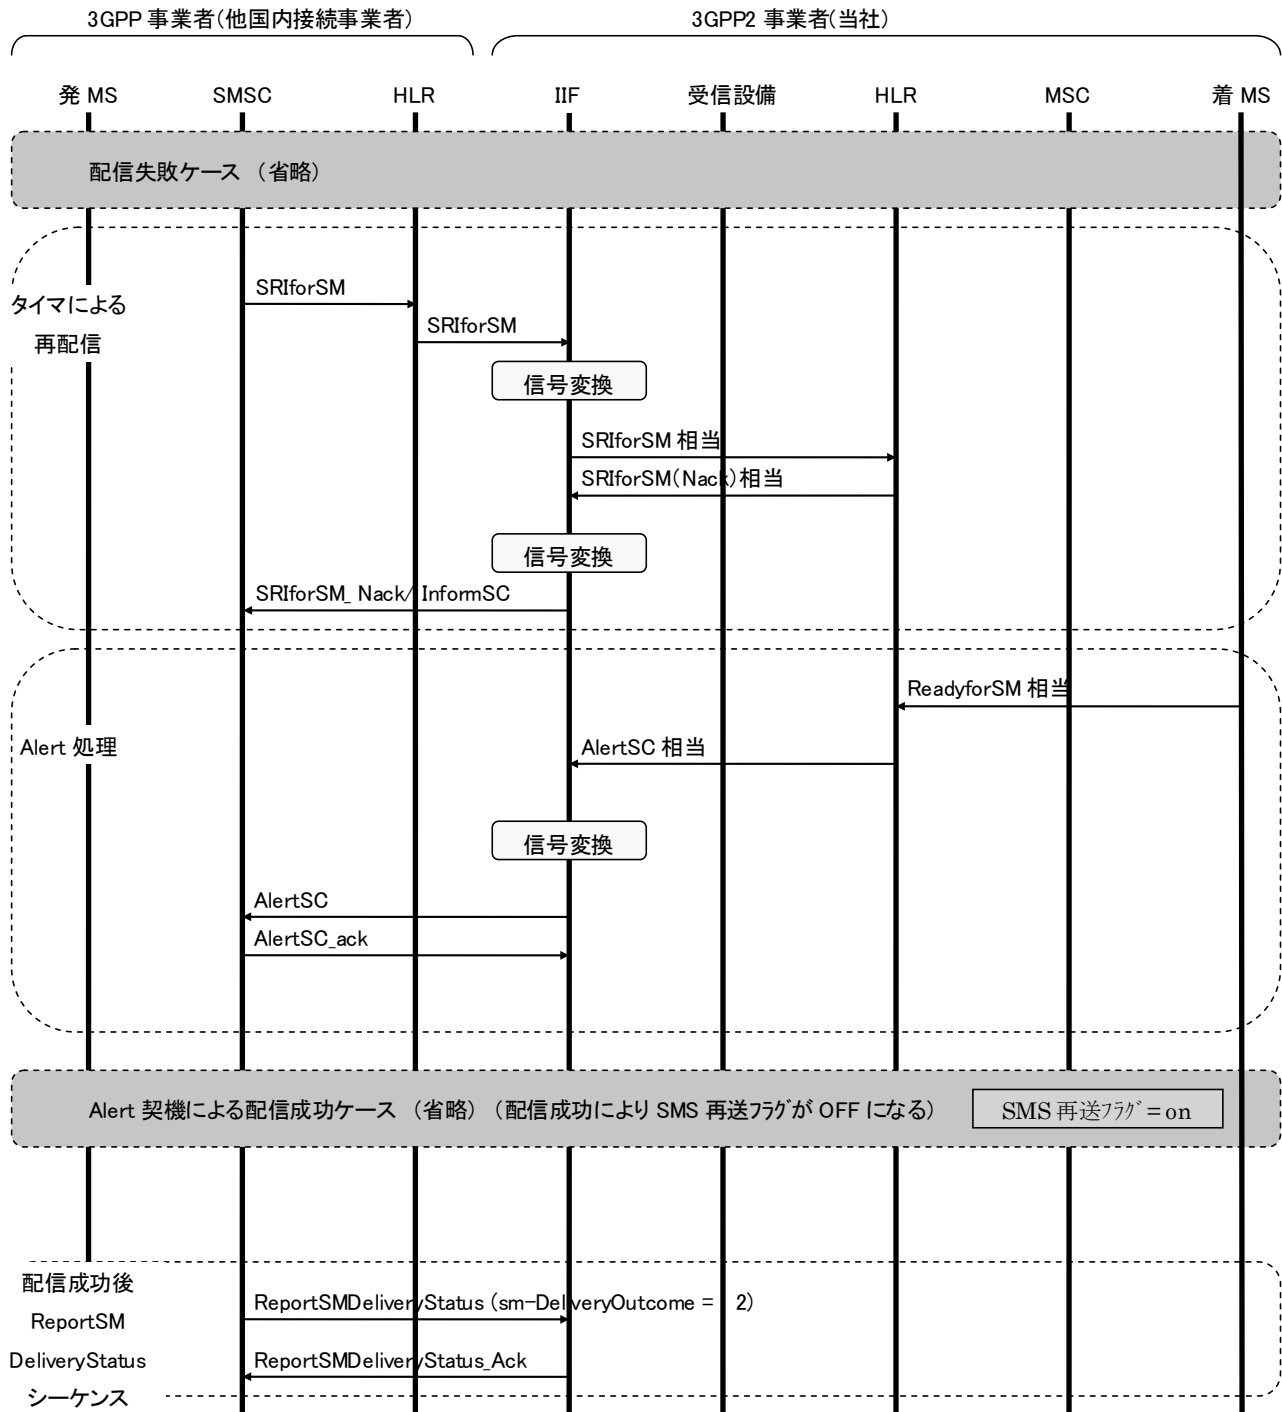 3GPP 事業者(他国内接続事業者) 3GPP2 事業者(当社)
発 MS SMSC HLR IIF 受信設備 HLR MSC 着 MS
配信失敗ケース (省略)
タイマによる
再配信
SRIforSM
SRIforSM
信号変換
SRIforSM 相当
SRIforSM(Nack)相当
信号変換
SRIforSM_ Nack/ InformSC
ReadyforSM 相当
Alert 処理
AlertSC 相当
信号変換
AlertSC
AlertSC_ack
Alert 契機による配信成功ケース (省略) (配信成功により SMS 再送フラグが OFF になる) SMS 再送フラグ=on
配信成功後
ReportSM
DeliveryStatus
シーケンス
ReportSMDeliveryStatus (sm-DeliveryOutcome = 2)
ReportSMDeliveryStatus_Ack